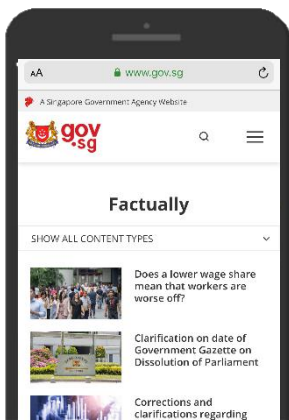 AA
www.gov.sg
A Singapore Government Agency Website
gov
.sg
Factually
SHOW ALL CONTENT TYPES
Does a lower wage share
mean that workers are
worse off?
Clarification on date of
Government Gazette on
Dissolution of Parliament
Corrections and
clarifications regarding